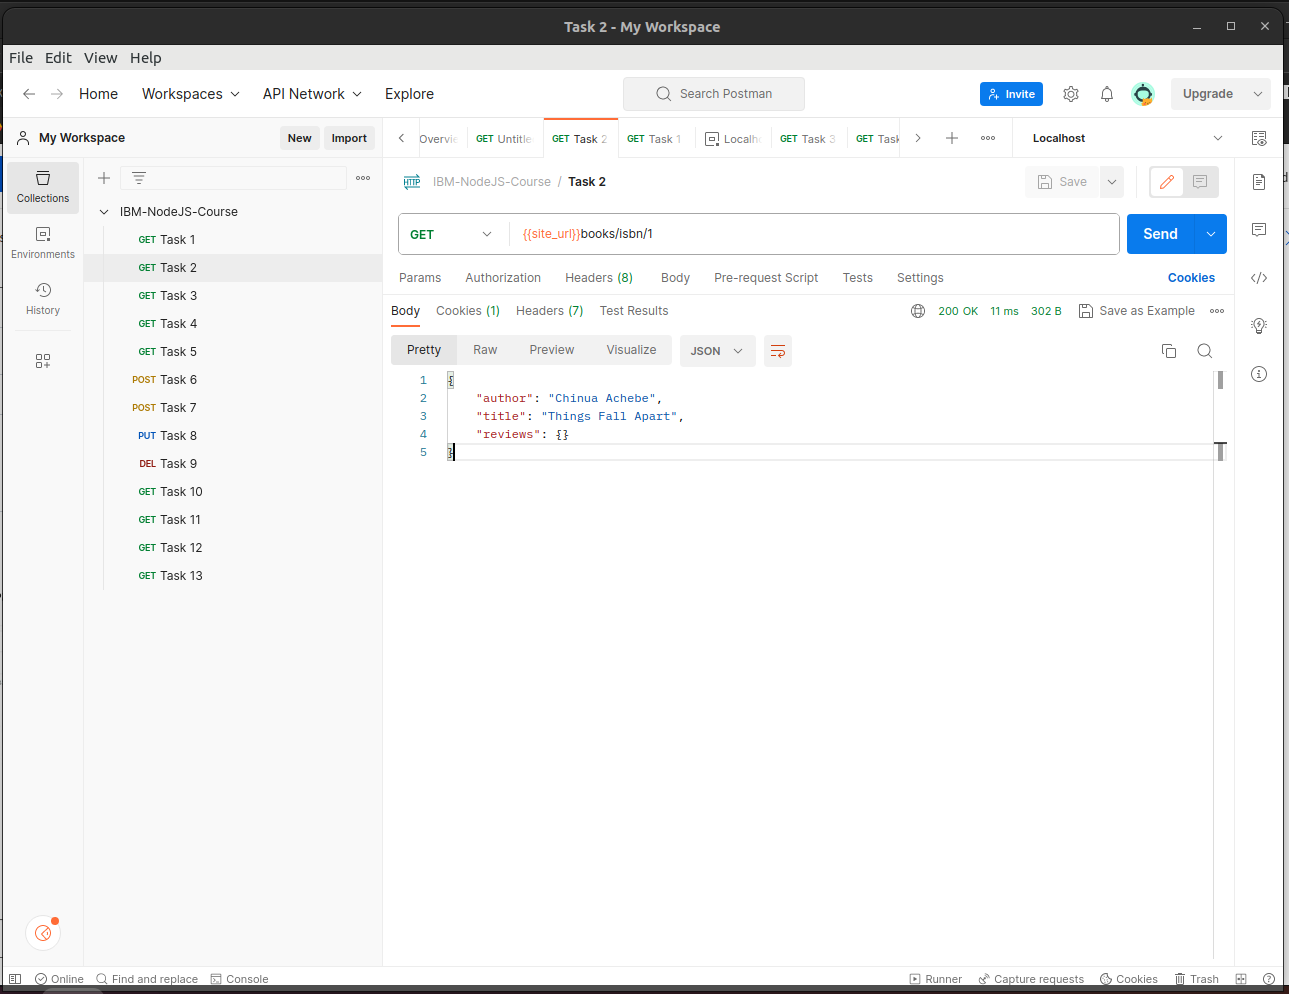 Task 2 - My Workspace
File Edit View Help
Home Workspaces API Network Explore Search Postman Invite Upgrade
My Workspace New Import
GET Task 2 GET Task 1 GET Task 3 Localhost
Collections
Environments
History
IBM-NodeJS-Course
GET Task 1
GET Task 2
GET Task 3
GET Task 4
GET Task 5
POST Task 6
POST Task 7
PUT Task 8
DEL Task 9
GET Task 10
GET Task 11
GET Task 12
GET Task 13
HTTP IBM-NodeJS-Course / Task 2 Save
GET {{site_url}}books/isbn/1 Send
Params Authorization Headers (8) Body Pre-request Script Tests Settings Cookies
Body Cookies (1) Headers (7) Test Results 200 OK 11 ms 302 B Save as Example
Pretty Raw Preview Visualize JSON
1 {
2 "author": "Chinua Achebe",
3 "title": "Things Fall Apart",
4 "reviews": {}
5 }
Online Find and replace Console Runner Capture requests Cookies Trash